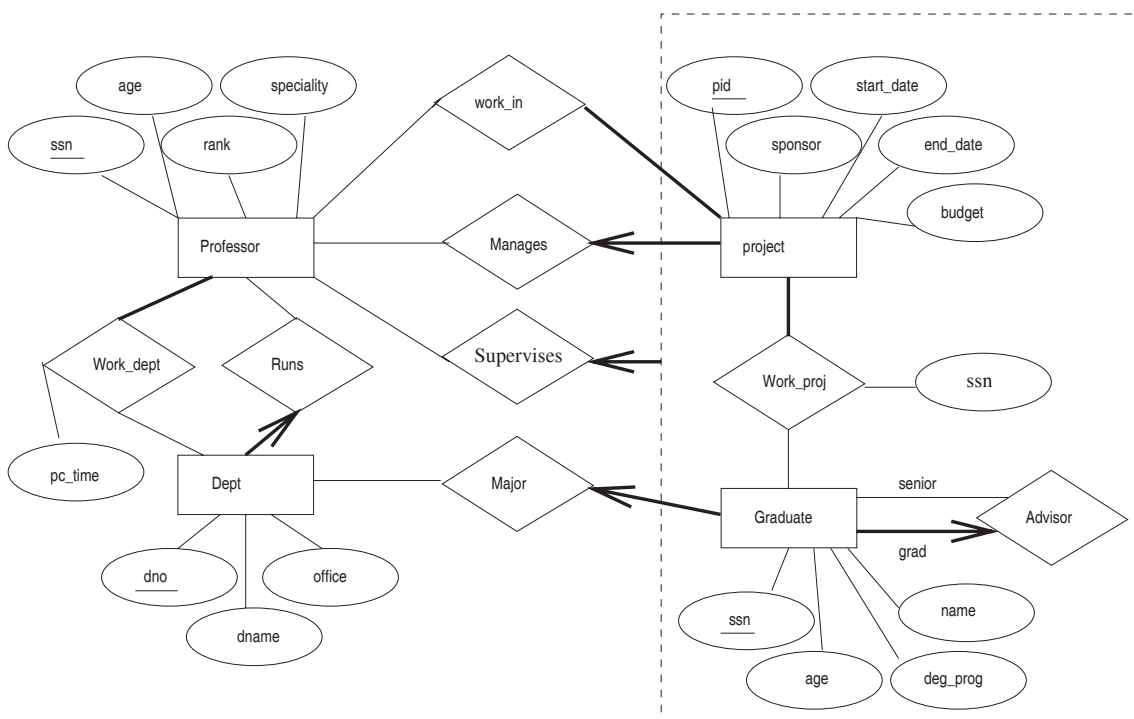 age
speciality
ssn
rank
work_in
pid
start_date
sponsor
end_date
budget
Professor
Manages
project
Work_dept
Runs
Supervises
Work_proj
ssn
pc_time
Dept
Major
senior
Graduate
Advisor
grad
dno
office
dname
ssn
name
age
deg_prog